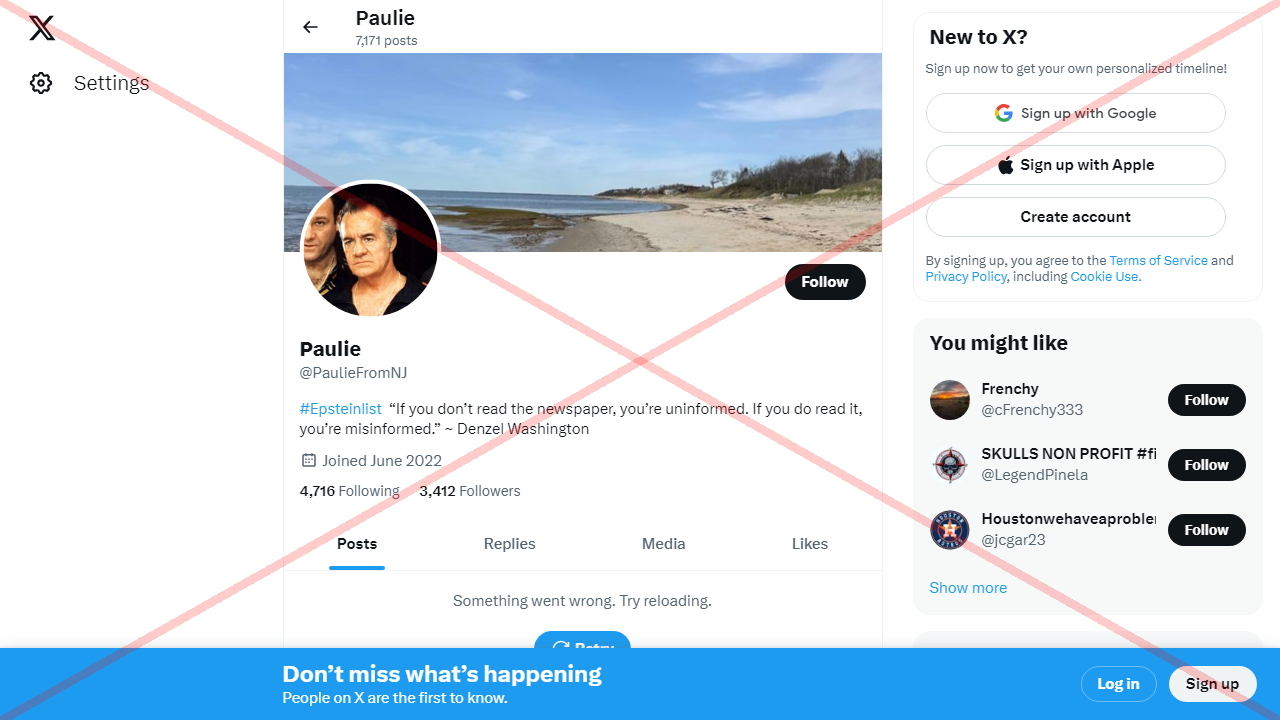 Settings
Paulie
7,171 posts
Follow
Paulie
@PaulieFromNJ
#Epsteinlist “If you don’t read the newspaper, you’re uninformed. If you do read it,
you’re misinformed.” ~ Denzel Washington
Joined June 2022
4,716 Following 3,412 Followers
Posts Replies Media Likes
Something went wrong. Try reloading.
Retry
New to X?
Sign up now to get your own personalized timeline!
Sign up with Google
Sign up with Apple
Create account
By signing up, you agree to the Terms of Service and
Privacy Policy, including Cookie Use.
You might like
Frenchy
@cFrenchy333
Follow
SKULLS NON PROFIT #fi
@LegendPinela
Follow
Houstonwehaveaproble
@jcgar23
Follow
Show more
Don’t miss what’s happening
People on X are the first to know.
Log in
Sign up